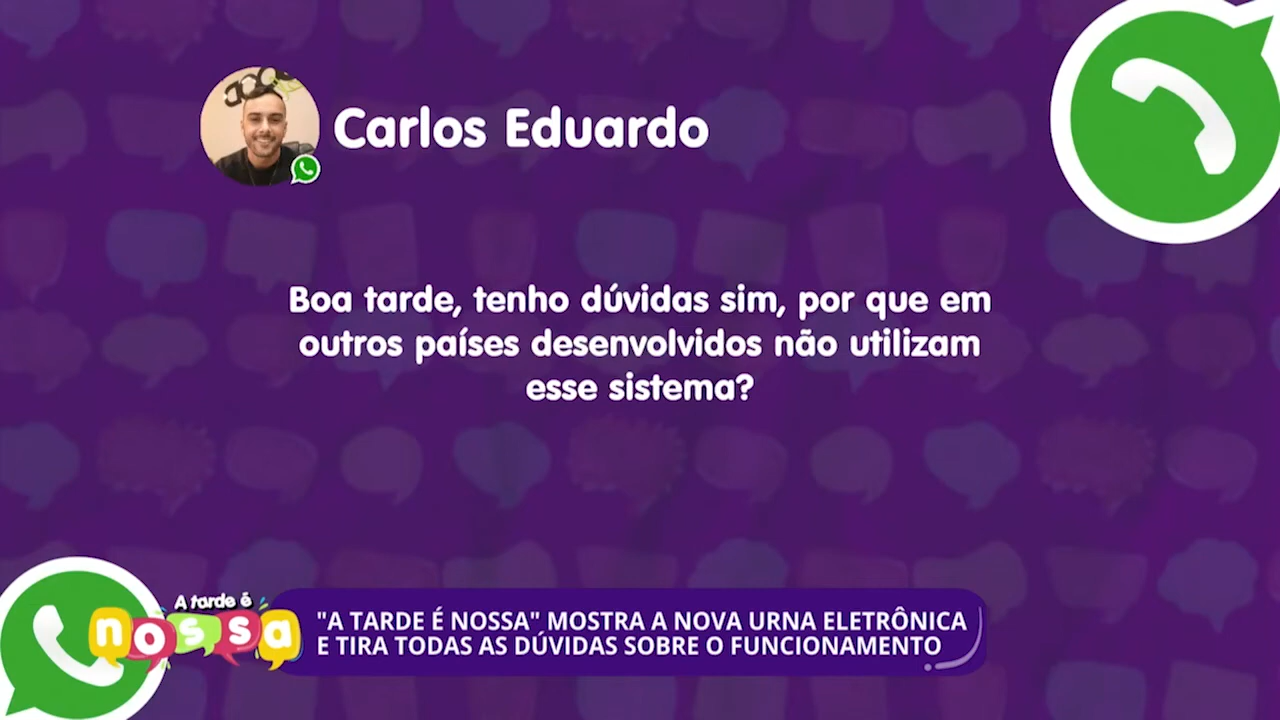 Carlos Eduardo
Boa tarde, tenho dúvidas sim, por que em
outros países desenvolvidos não utilizam
esse sistema?
A tarde é
nossa
"A TARDE É NOSSA" MOSTRA A NOVA URNA ELETRÔNICA
E TIRA TODAS AS DÚVIDAS SOBRE O FUNCIONAMENTO